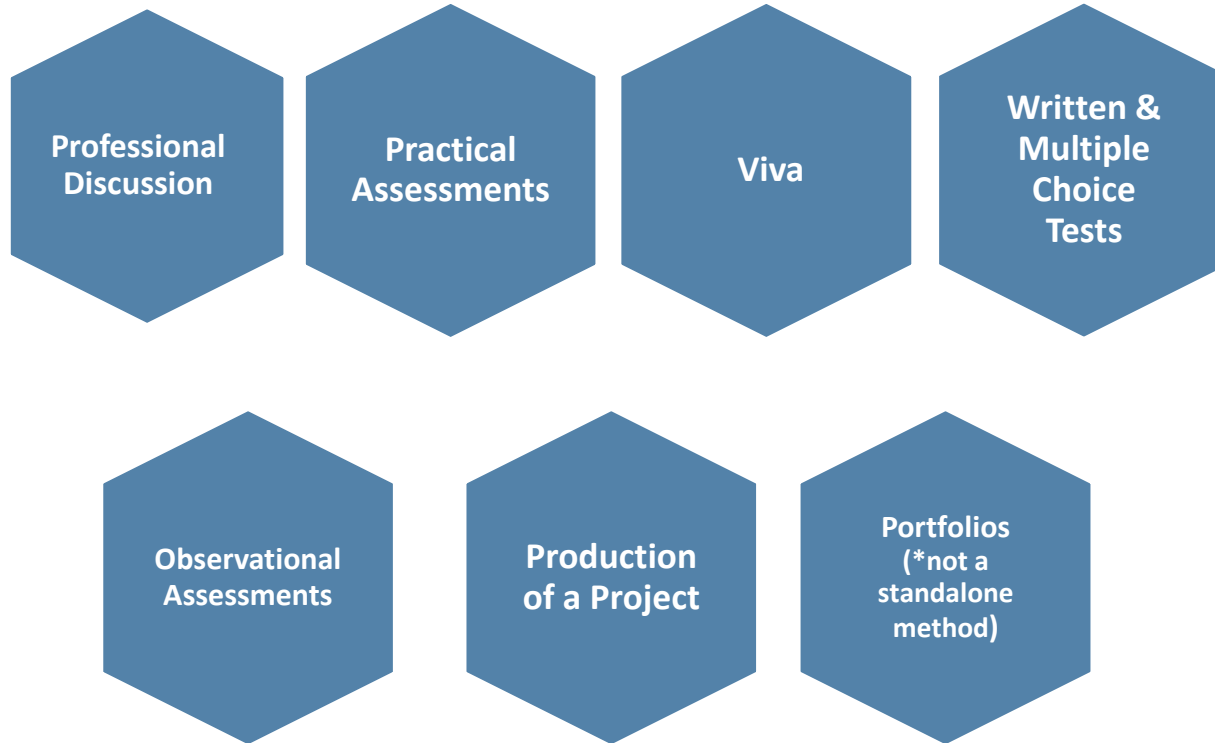 Professional
Discussion
Practical
Assessments
Viva
Written &
Multiple
Choice
Tests
Observational
Assessments
Production
of a Project
Portfolios
(*not a
standalone
method)